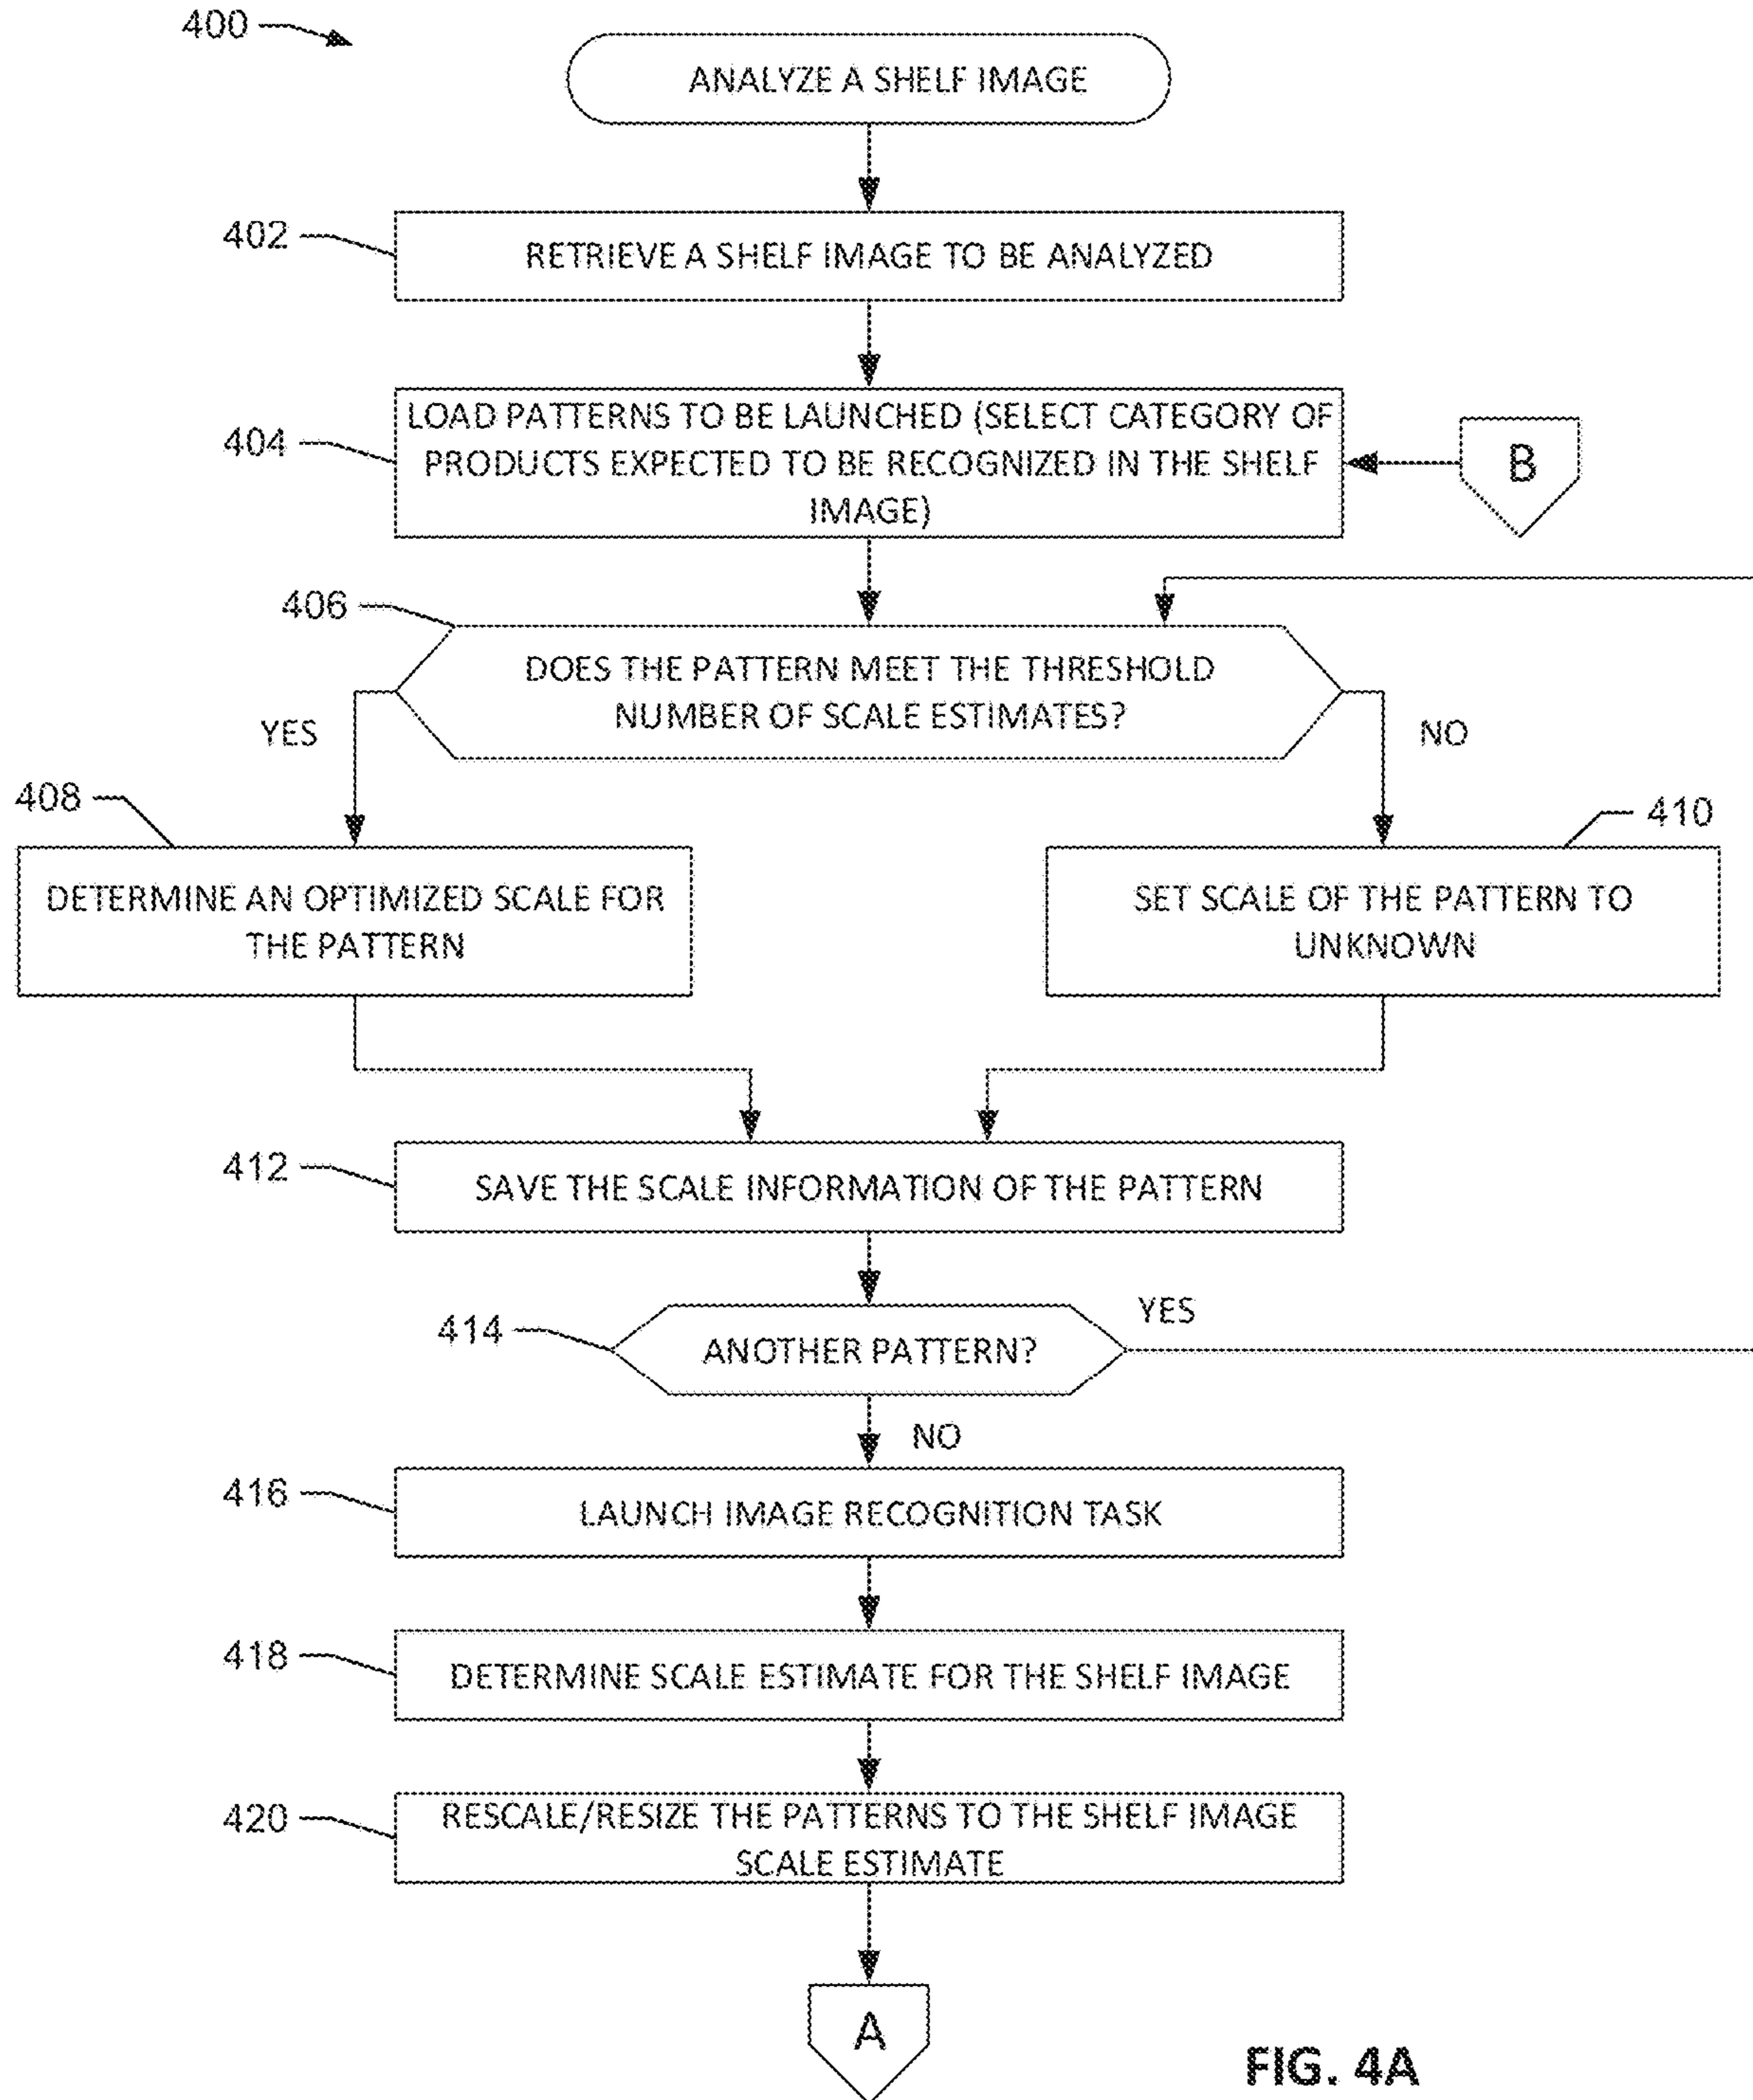 400
ANALYZE A SHELF IMAGE
402
RETRIEVE A SHELF IMAGE TO BE ANALYZED
404
LOAD PATTERNS TO BE LAUNCHED (SELECT CATEGORY OF
PRODUCTS EXPECTED TO BE RECOGNIZED IN THE SHELF
IMAGE)
B
406
DOES THE PATTERN MEET THE THRESHOLD
NUMBER OF SCALE ESTIMATES?
YES
NO
408
DETERMINE AN OPTIMIZED SCALE FOR
THE PATTERN
410
SET SCALE OF THE PATTERN TO
UNKNOWN
412
SAVE THE SCALE INFORMATION OF THE PATTERN
414
ANOTHER PATTERN?
YES
NO
416
LAUNCH IMAGE RECOGNITION TASK
418
DETERMINE SCALE ESTIMATE FOR THE SHELF IMAGE
420
RESCALE/RESIZE THE PATTERNS TO THE SHELF IMAGE
SCALE ESTIMATE
A
FIG. 4A